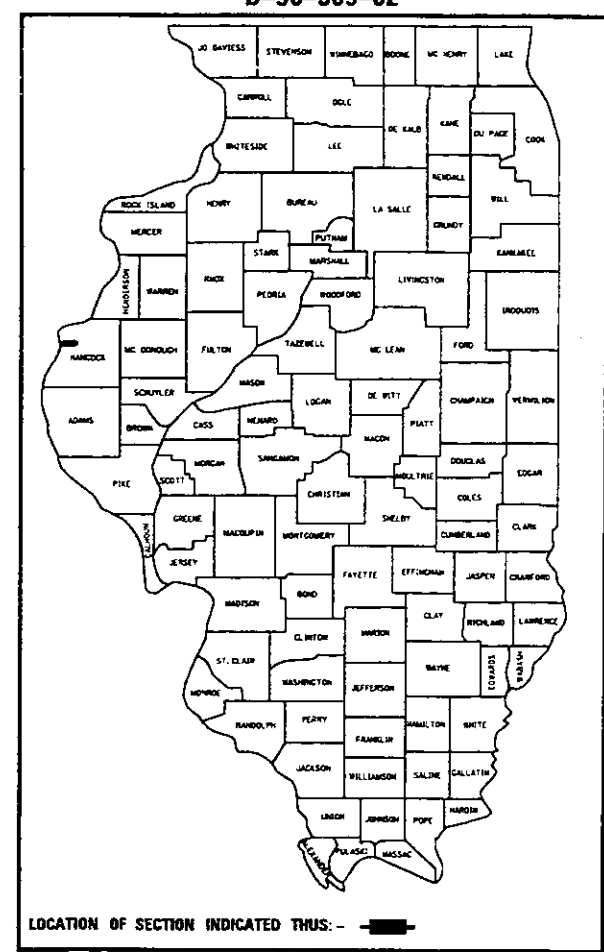 JO DAVIESS STEVENSON WINNEBAGO BOONE MC HENRY LAKE
CARROLL OGLE DE KALB KANE DU PAGE COOK
WHITESIDE LEE KENDALL WILL
ROCK ISLAND HENRY BUREAU LA SALLE GRUNDY
MERCER PUTNAM KANKAKEE
STARK MARSHALL LIVINGSTON
HENDERSON WARREN KNOX PEORIA WOODFORD IROQUOIS
HANCOCK MC DONOUGH FULTON TAZEWELL MC LEAN FORD
SCHUYLER MASON LOGAN DE WITT CHAMPAIGN VERMILION
ADAMS BROWN CASS MENARD MACON PIATT
PIKE SCOTT MORGAN SANGAMON MOULTRIE DOUGLAS EDGAR
CHRISTIAN COLES
CALHOUN GREENE MACOUPIN MONTGOMERY SHELBY CUMBERLAND CLARK
JERSEY FAYETTE EFFINGHAM JASPER CRAWFORD
MADISON BOND CLAY RICHLAND LAWRENCE
CLINTON MARION
ST. CLAIR WAYNE EDWARDS WABASH
MONROE WASHINGTON JEFFERSON
RANDOLPH PERRY HAMILTON WHITE
FRANKLIN
JACKSON WILLIAMSON SALINE GALLATIN
UNION JOHNSON POPE HARDIN
ALEXANDER PULASKI MASSAC
LOCATION OF SECTION INDICATED THUS: -